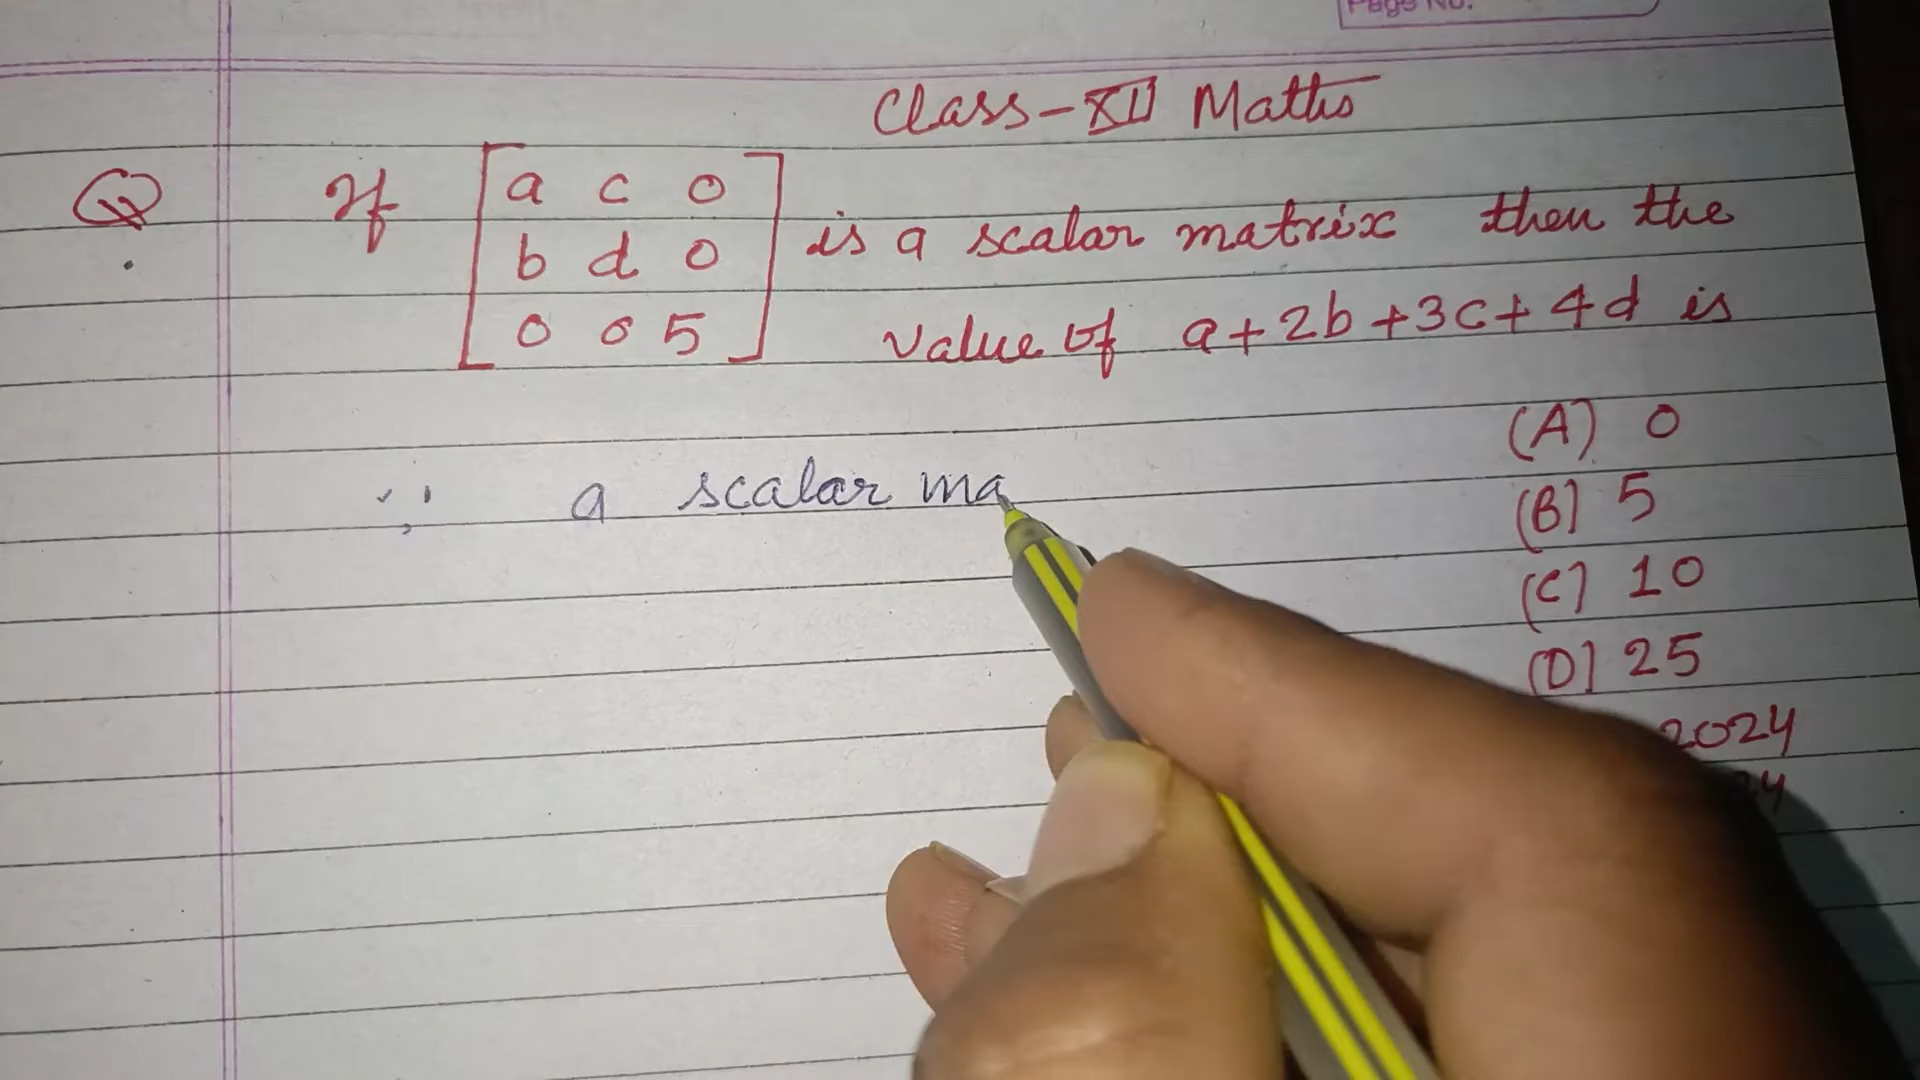 Page No.
Class-XII Maths
Q. If [a c 0 is a scalar matrix then the
b d 0
0 0 5] value of a+2b+3c+4d is
(A) 0
∵ a scalar ma
(B) 5
(C) 10
(D) 25
2024